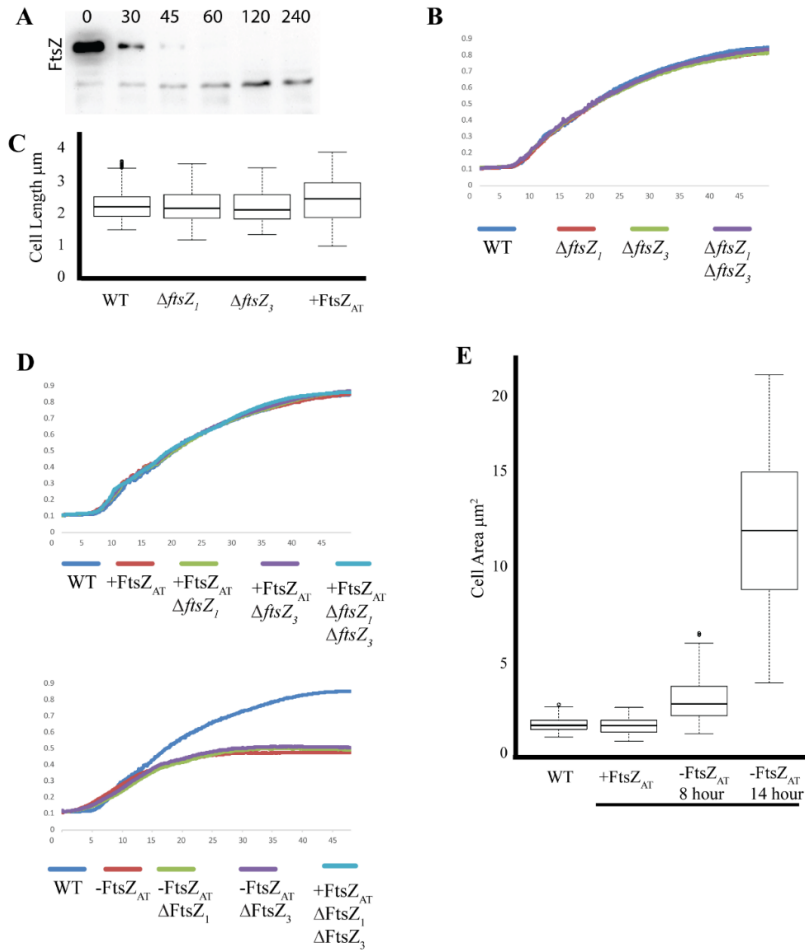 A
0 30 45 60 120 240
FtsZ
B
0.9
0.8
0.7
0.6
0.5
0.4
0.3
0.2
0.1
0
0 5 10 15 20 25 30 35 40 45
WT ΔftsZ1 ΔftsZ3 ΔftsZ1
ΔftsZ3
C
Cell Length μm
4
3
2
1
0
WT ΔftsZ1 ΔftsZ3 +FtsZAT
D
0.9
0.8
0.7
0.6
0.5
0.4
0.3
0.2
0.1
0
0 5 10 15 20 25 30 35 40 45
WT +FtsZAT +FtsZAT +FtsZAT +FtsZAT
ΔftsZ1 ΔftsZ3 ΔftsZ1
ΔftsZ3
0.9
0.8
0.7
0.6
0.5
0.4
0.3
0.2
0.1
0
0 5 10 15 20 25 30 35 40 45
WT -FtsZAT -FtsZAT -FtsZAT +FtsZAT
ΔFtsZ1 ΔFtsZ3 ΔFtsZ1
ΔFtsZ3
E
Cell Area μm²
20
15
10
5
0
WT +FtsZAT -FtsZAT -FtsZAT
8 hour 14 hour